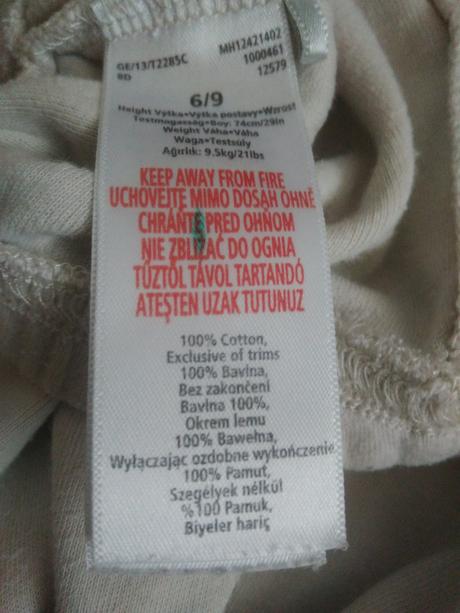 GE/13/T2285C MH12421402
8D 1000461
12579
6/9
Height Výška•Výška postavy•Wzrost
Testmagasság•Boy: 74cm/29in
Weight Váha•Váha
Waga•Testsúly
Ağırlık: 9.5kg/21lbs
KEEP AWAY FROM FIRE
UCHOVEJTE MIMO DOSAH OHNĚ
CHRÁŇTE PRED OHŇOM
NIE ZBLIŻAĆ DO OGNIA
TŰZTŐL TÁVOL TARTANDÓ
ATEŞTEN UZAK TUTUNUZ
100% Cotton,
Exclusive of trims
100% Bavlna,
Bez zakončení
Bavlna 100%,
Okrem lemu
100% Bawełna,
Wyłączając ozdobne wykończenie
100% Pamut,
Szegélyek nélkül
%100 Pamuk,
Biyeler hariç